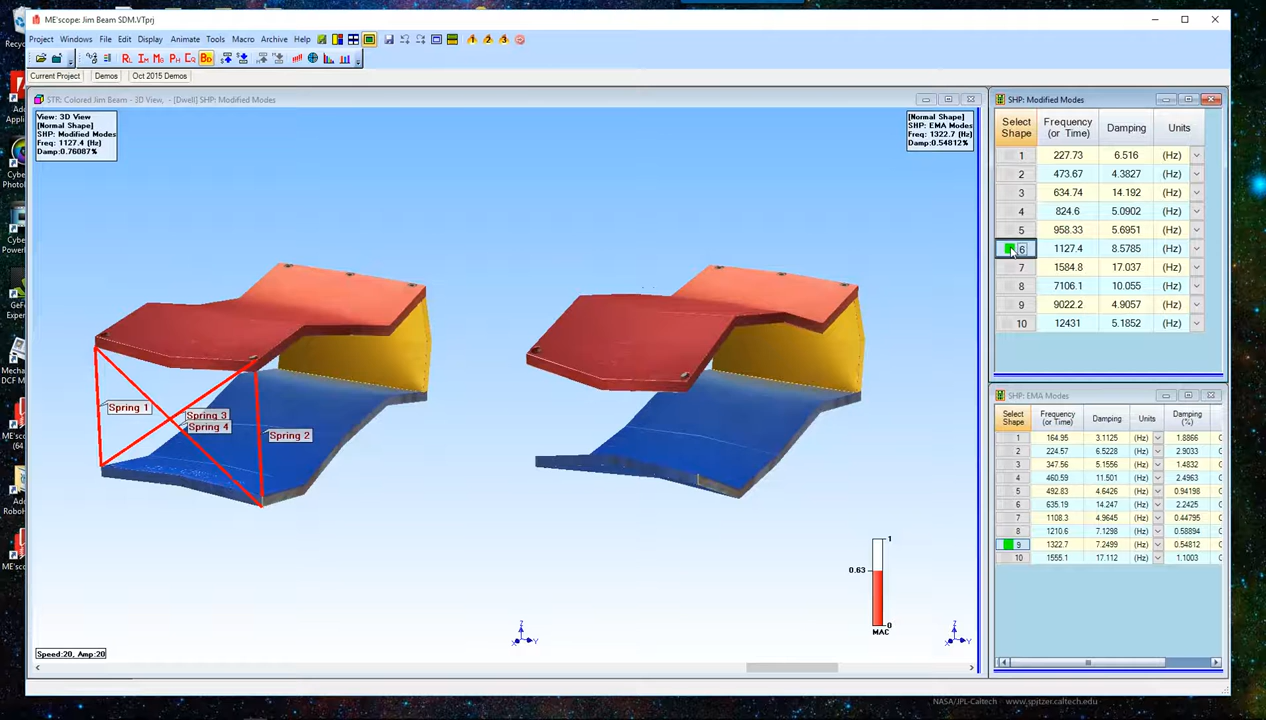 ME'scope: Jim Beam SDM.VTprj
Project Windows File Edit Display Animate Tools Macro Archive Help
Current Project Demos Oct 2015 Demos
STR: Colored Jim Beam - 3D View, - [Dwell] SHP: Modified Modes
View: 3D View
[Normal Shape]
SHP: Modified Modes
Freq: 1127.4 (Hz)
Damp:0.76087%
[Normal Shape]
SHP: EMA Modes
Freq: 1322.7 (Hz)
Damp:0.54812%
Spring 1
Spring 3
Spring 4
Spring 2
1
0.63
0
MAC
Z
X Y
Z
X Y
Speed:20, Amp:20
SHP: Modified Modes
Select Shape Frequency (or Time) Damping Units
1 227.73 6.516 (Hz)
2 473.67 4.3827 (Hz)
3 634.74 14.192 (Hz)
4 824.6 5.0902 (Hz)
5 958.33 5.6951 (Hz)
6 1127.4 8.5785 (Hz)
7 1584.8 17.037 (Hz)
8 7106.1 10.055 (Hz)
9 9022.2 4.9057 (Hz)
10 12431 5.1852 (Hz)
SHP: EMA Modes
Select Shape Frequency (or Time) Damping Units Damping (%)
1 164.95 3.1125 (Hz) 1.8866
2 224.57 6.5228 (Hz) 2.9033
3 347.56 5.1556 (Hz) 1.4832
4 460.59 11.501 (Hz) 2.4963
5 492.83 4.6426 (Hz) 0.94198
6 635.19 14.247 (Hz) 2.2425
7 1108.3 4.9645 (Hz) 0.44795
8 1210.6 7.1298 (Hz) 0.58894
9 1322.7 7.2499 (Hz) 0.54812
10 1555.1 17.112 (Hz) 1.1003
NASA/JPL-Caltech www.spitzer.caltech.edu